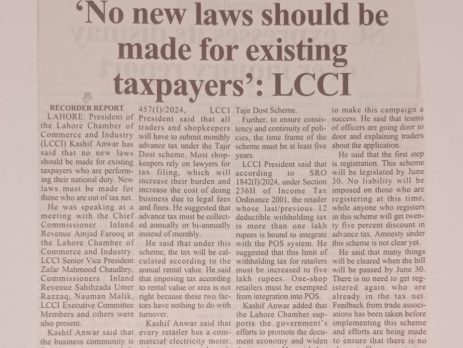 'No new laws should be
made for existing
taxpayers': LCCI
RECORDER REPORT
LAHORE: President of
the Lahore Chamber of
Commerce and Industry
(LCCI) Kashif Anwar has
said that no new laws
should be made for existing
taxpayers who are perform-
ing their national duty. New
laws must be made for
those who are out of tax net.
He was speaking at a
meeting with the Chief
Commissioner Inland
Revenue Amjad Farooq at
the Lahore Chamber of
Commerce and Industry.
LCCI Senior Vice President
Zafar Mahmood Chaudhry,
Commissioners Inland
Revenue Sahibzada Umer
Razzaq, Nauman Malik,
LCCI Executive Committee
Members and others were
also present.
Kashif Anwar said that
the business community is
457(1)/2024, LCCI
President said that all
traders and shopkeepers
will have to submit monthly
advance tax under the Tajir
Dost scheme. Most shop-
keepers rely on lawyers for
tax filing, which will
increase their burden and
increase the cost of doing
business due to legal fees
and fines. He suggested that
advance tax must be collect-
ed annually or bi-annually
instead of monthly.
He said that under this
scheme, the tax will be cal-
culated according to the
annual rental value. He said
that imposing tax according
to rental value or area is not
right because these two fac-
tors have nothing to do with
turnover.
Kashif Anwar said that
every retailer has a com-
mercial electricity meter.
Tajir Dost Scheme.
Further, to ensure consis-
tency and continuity of poli-
cies, the time frame of the
scheme must be at least five
years.
LCCI President said that
according to SRO
1842(I)/2024, under Section
236H of Income Tax
Ordinance 2001, the retailer
whose last/previous 12
deductible withholding tax
is more than one lakh
rupees is bound to integrate
with the POS system. He
suggested that this limit of
withholding tax for retailers
must be increased to five
lakh rupees. One-shop
retailers must be exempted
from integration into POS.
Kashif Anwar added that
the Lahore Chamber sup-
ports the government's
efforts to promote the docu-
ment economy and widen
to make this campaign a
success. He said that teams
of officers are going door to
door and explaining traders
about the application.
He said that the first step
is registration. This scheme
will be legislated by June
30. No liability will be
imposed on those who are
registering at this time,
while anyone who registers
in this scheme will get twen-
ty five percent discount in
advance tax. Amnesty under
this scheme is not clear yet.
He said that many things
will be cleared when the bill
will be passed by June 30.
There is no need to get reg-
istered again who are
already in the tax net.
Feedback from trade associ-
ations has been taken before
implementing this scheme
and efforts are being made
to ensure that there is no